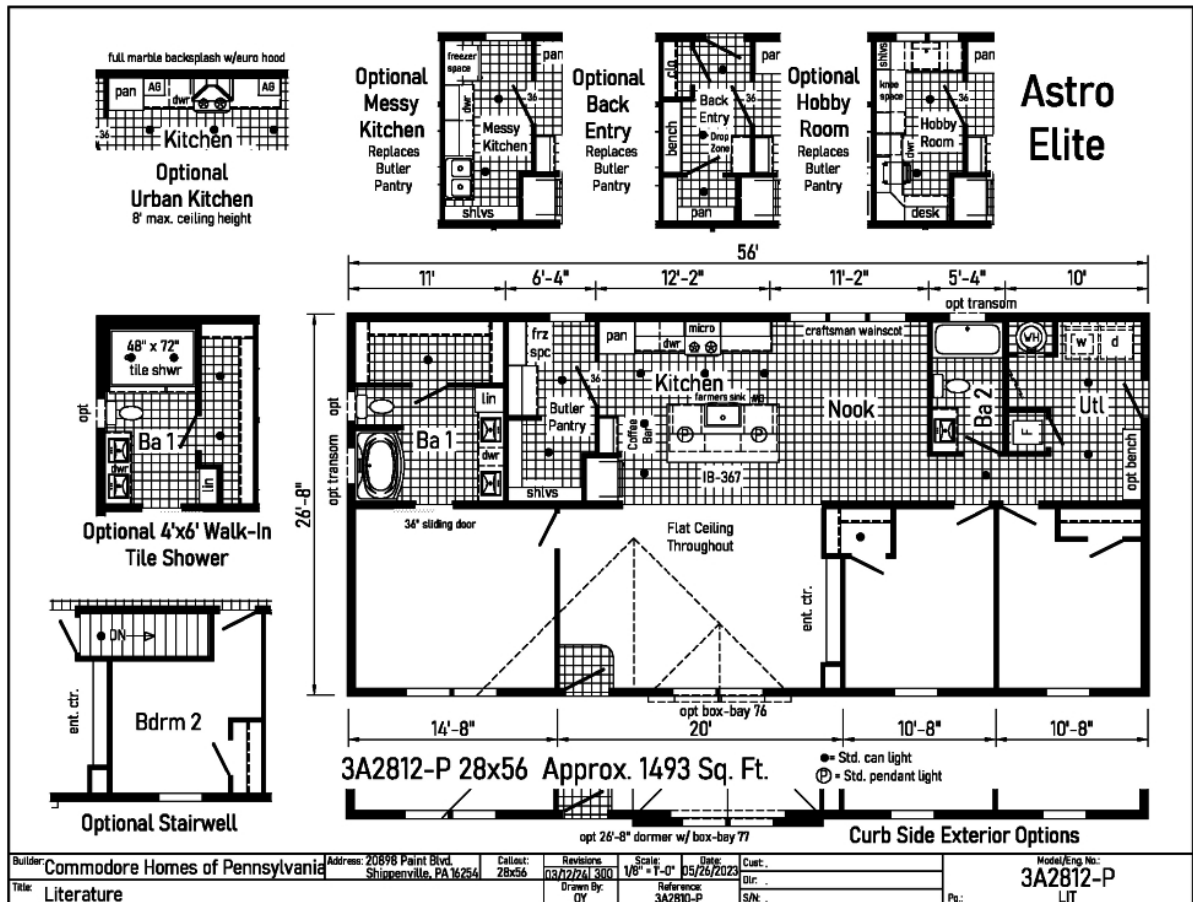 full marble backsplash w/euro hood
pan
AG
dwr
AG
36
Kitchen
Optional
Urban Kitchen
8' max. ceiling height
Optional
Messy
Kitchen
Replaces
Butler
Pantry
freezer
space
pan
dwr
36
Messy
Kitchen
shlvs
Optional
Back
Entry
Replaces
Butler
Pantry
clo
par
36
Back
Entry
bench
Drop
Zone
pan
Optional
Hobby
Room
Replaces
Butler
Pantry
shlvs
pan
knee
space
36
Hobby
Room
dwr
desk
Astro
Elite
56'
11'
6'-4"
12'-2"
11'-2"
5'-4"
10'
opt transom
48" x 72"
tile shwr
opt
Ba 1
dwr
lin
Optional 4'x6' Walk-In
Tile Shower
26'-8"
opt
opt transom
frz
spc
pan
dwr
micro
craftsman wainscot
WH
w
d
36
Kitchen
farmers sink
lin
Ba 1
dwr
Butler
Pantry
shlvs
Coffee
Bar
P
P
IB-367
Nook
Ba 2
Utl
F
opt bench
36" sliding door
Flat Ceiling
Throughout
ent. ctr.
DN
ent. ctr.
Bdrm 2
Optional Stairwell
opt box-bay 76
14'-8"
20'
10'-8"
10'-8"
3A2812-P 28x56 Approx. 1493 Sq. Ft.
= Std. can light
P = Std. pendant light
opt 26'-8" dormer w/ box-bay 77
Curb Side Exterior Options
Builder: Commodore Homes of Pennsylvania
Address: 20898 Paint Blvd.
Shippenville, PA 16254
Callout:
28x56
Revisions
03/12/24 300
Scale:
1/8" = 1'-0"
Date:
05/26/2023
Cust: .
Dlr: .
S/N: .
Model/Eng. No.:
3A2812-P
Title: Literature
Drawn By:
OY
Reference:
3A2810-P
Pg.: LIT